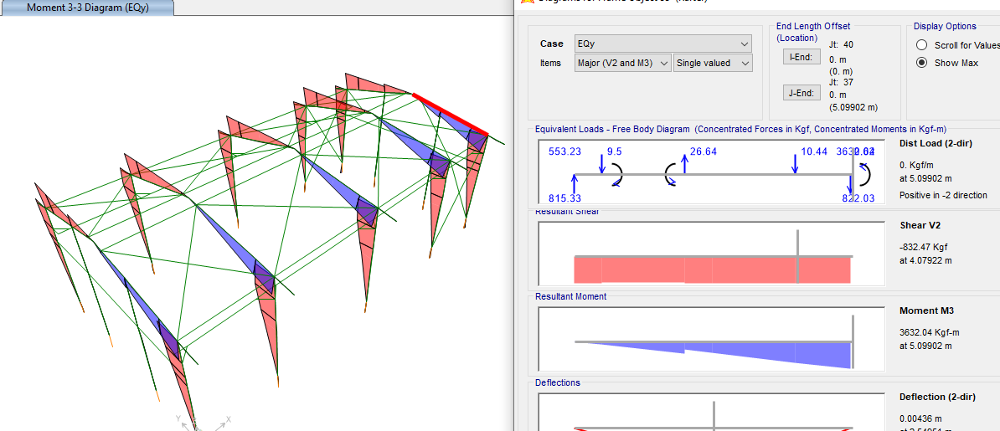 Moment 3-3 Diagram (EQy)
Y
X
Case
EQy
Items
Major (V2 and M3)
Single valued
End Length Offset
(Location)
I-End:
Jt: 40
0. m
(0. m)
J-End:
Jt: 37
0. m
(5.09902 m)
Display Options
Scroll for Values
Show Max
Equivalent Loads - Free Body Diagram (Concentrated Forces in Kgf, Concentrated Moments in Kgf-m)
553.23
9.5
26.64
10.44
815.33
822.03
Dist Load (2-dir)
0. Kgf/m
at 5.09902 m
Positive in -2 direction
Resultant Shear
Shear V2
-832.47 Kgf
at 4.07922 m
Resultant Moment
Moment M3
3632.04 Kgf-m
at 5.09902 m
Deflections
Deflection (2-dir)
0.00436 m